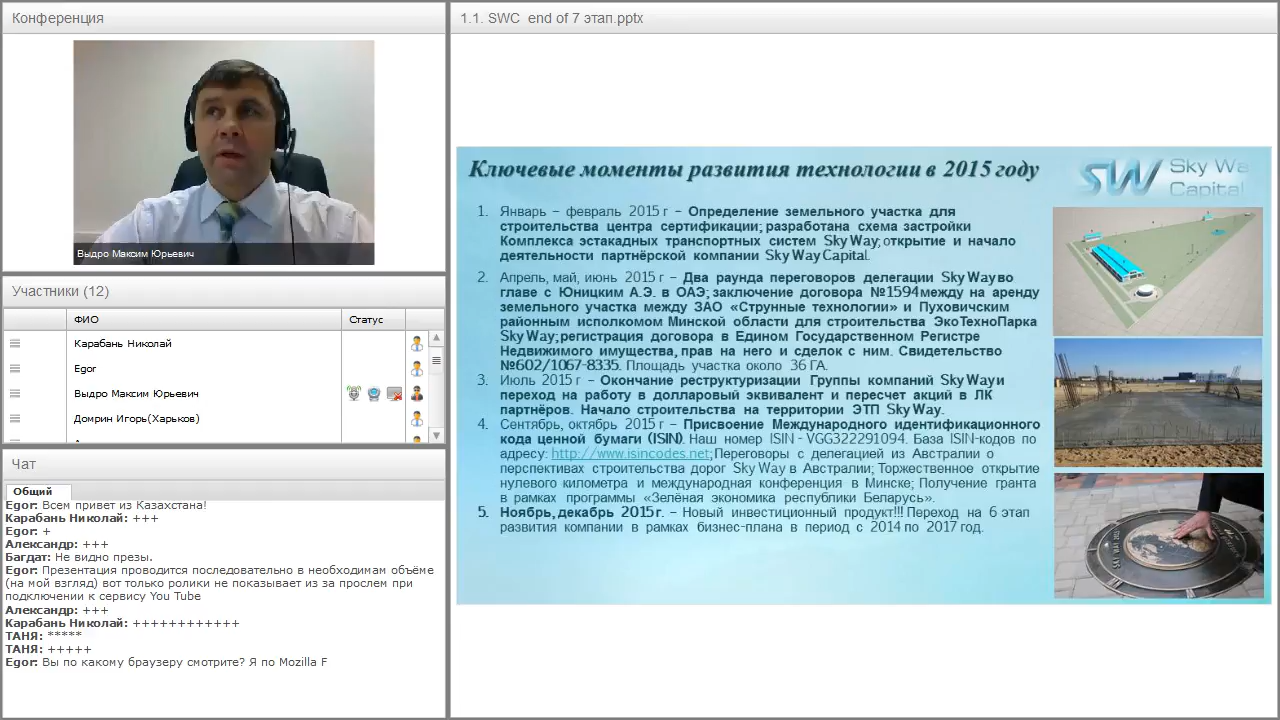 Конференция
Выдро Максим Юрьевич
Участники (12)
ФИО
Статус
Карабань Николай
Egor
Выдро Максим Юрьевич
Домрин Игорь(Харьков)
Чат
Общий
Egor: Всем привет из Казахстана!
Карабань Николай: +++
Egor: +
Александр: +++
Багдат: Не видно презы.
Egor: Презентация проводится последовательно в необходимам объёме
(на мой взгляд) вот только ролики не показывает из за прослем при
подключении к сервису You Tube
Александр: +++
Карабань Николай: ++++++++++++
ТАНЯ: *****
ТАНЯ: +++++
Egor: Вы по какому браузеру смотрите? Я по Mozilla F
1.1. SWC end of 7 этап.pptx
Ключевые моменты развития технологии в 2015 году
SW Sky Wa
Capital
1. Январь – февраль 2015 г – Определение земельного участка для
строительства центра сертификации; разработана схема застройки
Комплекса эстакадных транспортных систем Sky Way; открытие и начало
деятельности партнёрской компании Sky Way Capital.
2. Апрель, май, июнь 2015 г – Два раунда переговоров делегации Sky Way во
главе с Юницким А.Э. в ОАЭ; заключение договора №1594 между на аренду
земельного участка между ЗАО «Струнные технологии» и Пуховичским
районным исполкомом Минской области для строительства ЭкоТехноПарка
Sky Way; регистрация договора в Едином Государственном Регистре
Недвижимого имущества, прав на него и сделок с ним. Свидетельство
№602/1067-8335. Площадь участка около 36 ГА.
3. Июль 2015 г – Окончание реструктуризации Группы компаний Sky Way и
переход на работу в долларовый эквивалент и пересчет акций в ЛК
партнёров. Начало строительства на территории ЭТП Sky Way.
4. Сентябрь, октябрь 2015 г – Присвоение Международного идентификационного
кода ценной бумаги (ISIN). Наш номер ISIN - VGG322291094. База ISIN-кодов по
адресу: http://www.isincodes.net; Переговоры с делегацией из Австралии о
перспективах строительства дорог Sky Way в Австралии; Торжественное открытие
нулевого километра и международная конференция в Минске; Получение гранта
в рамках программы «Зелёная экономика республики Беларусь».
5. Ноябрь, декабрь 2015 г. – Новый инвестиционный продукт!!! Переход на 6 этап
развития компании в рамках бизнес-плана в период с 2014 по 2017 год.